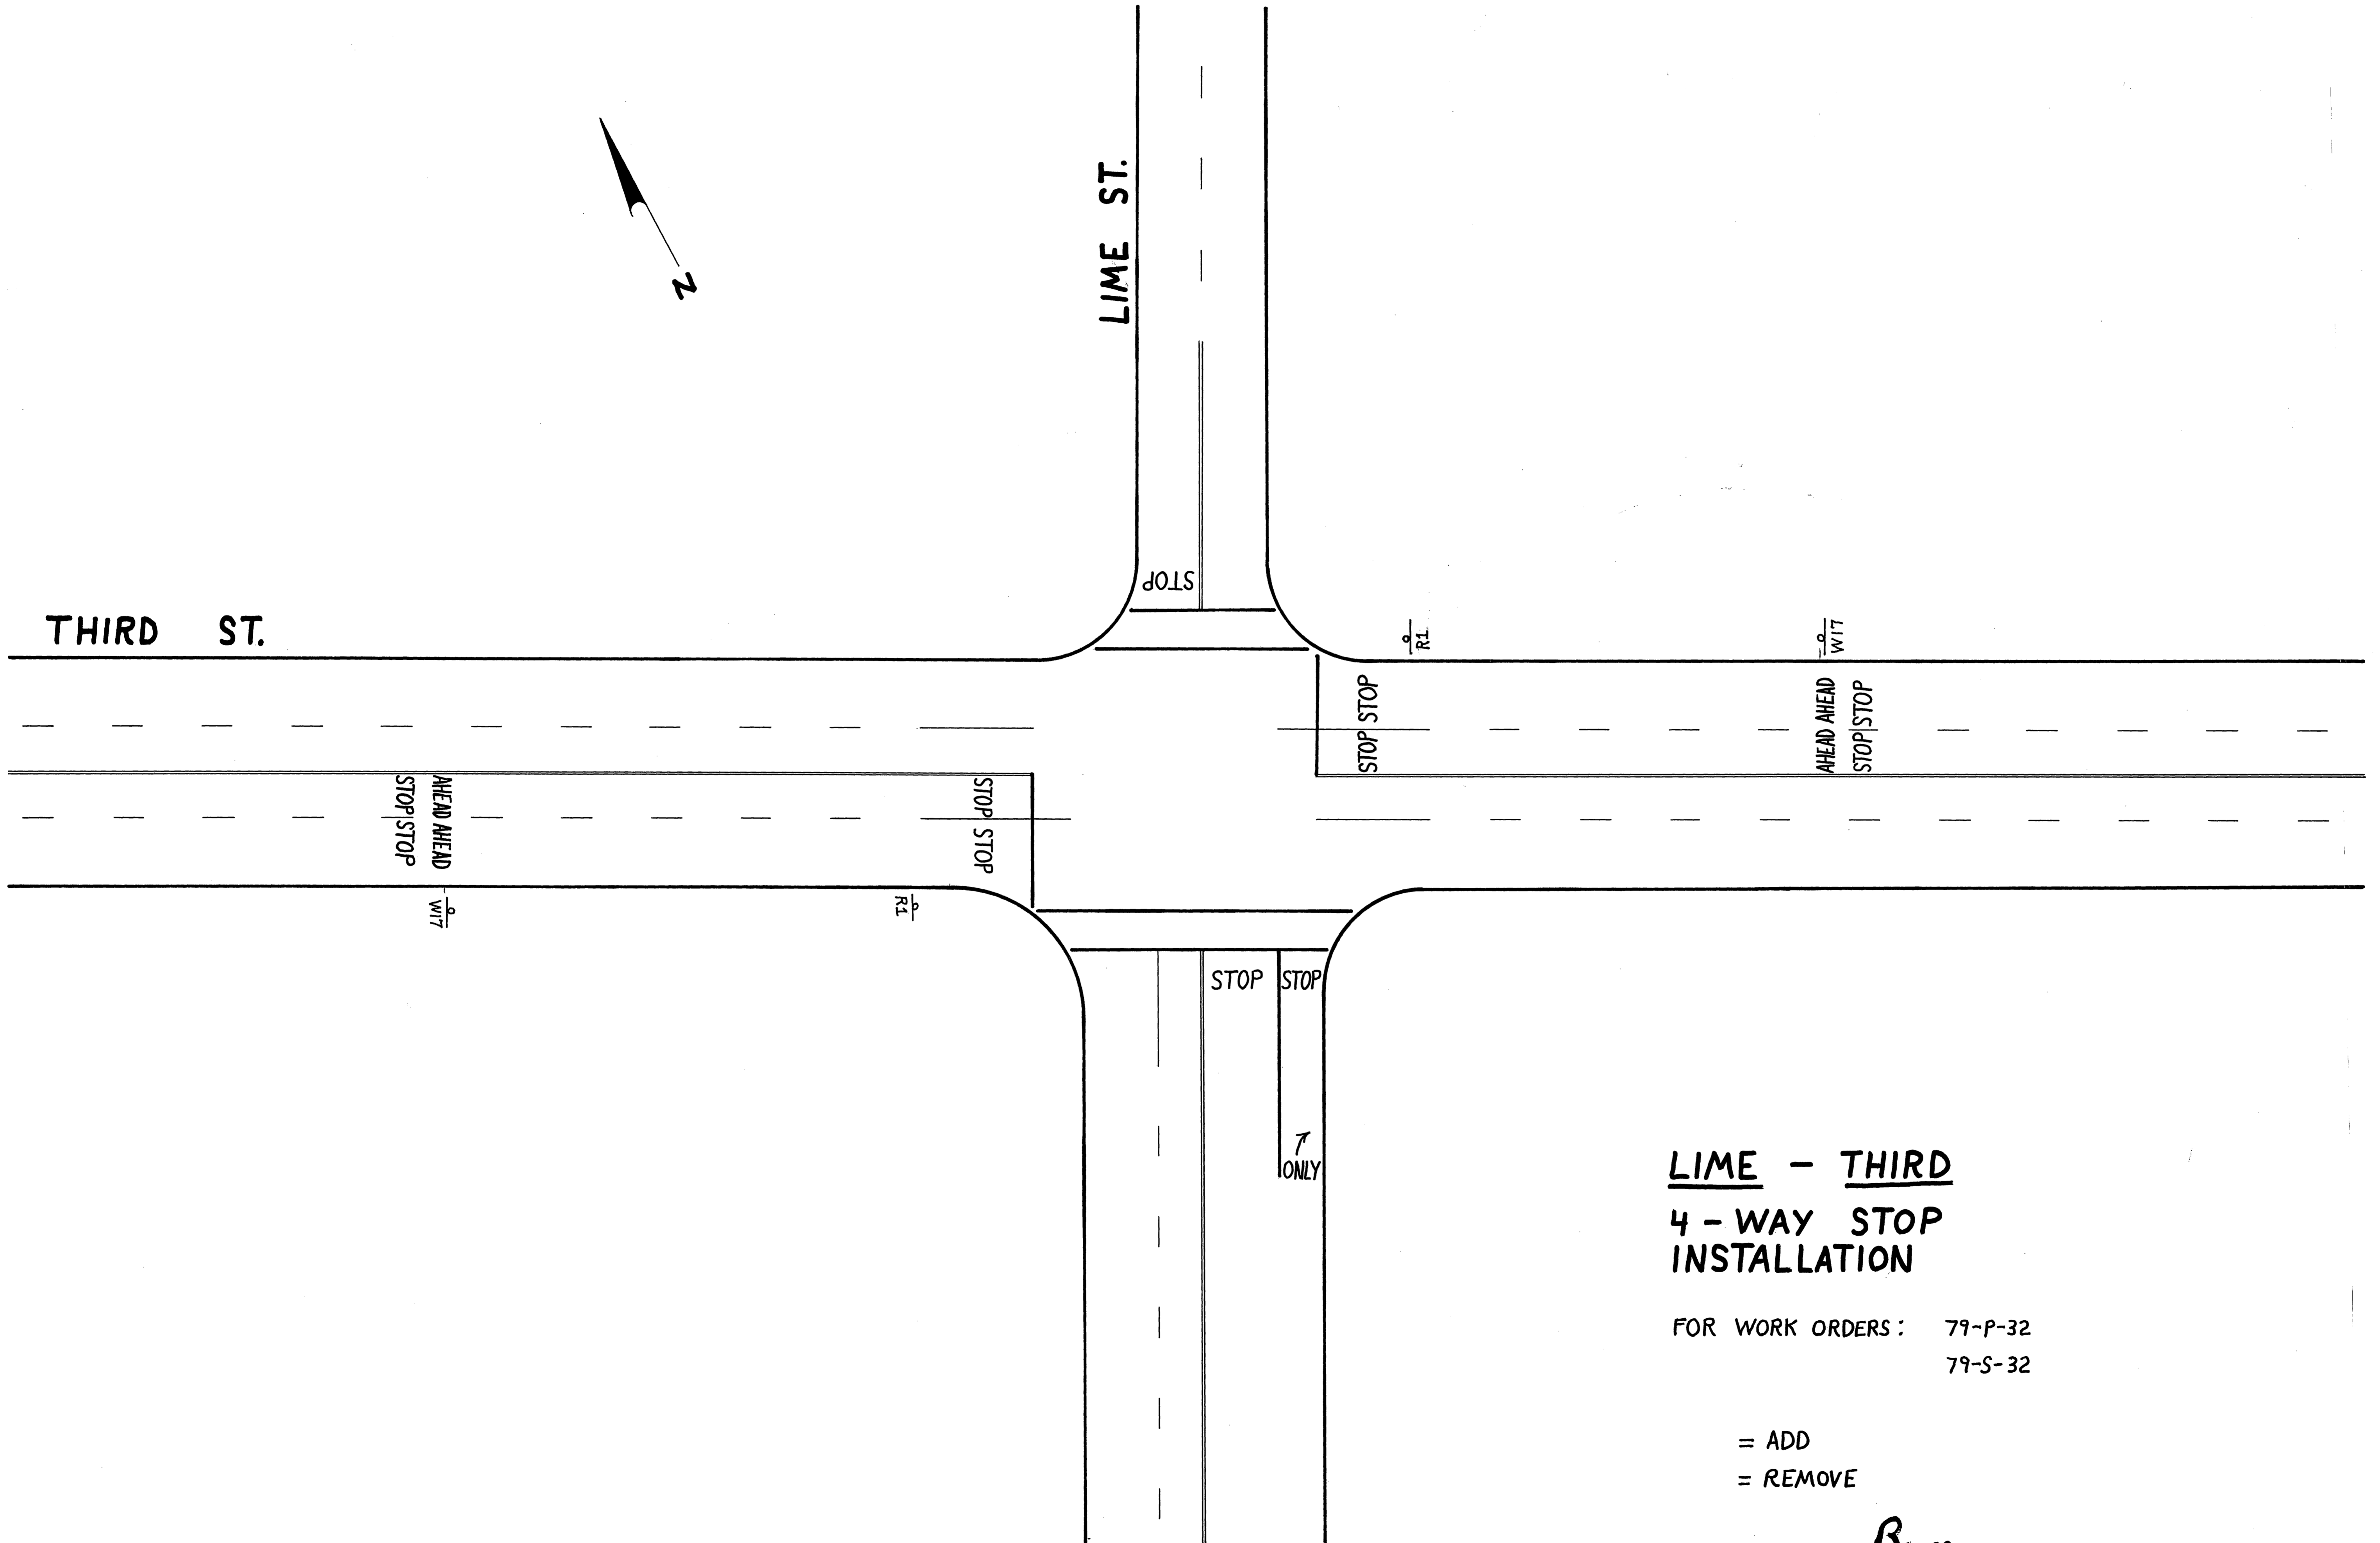 LIME ST.
N
THIRD ST.
STOP
R1
W17
STOP STOP
AHEAD AHEAD
STOP STOP
STOP STOP
AHEAD AHEAD
STOP STOP
W17
R1
STOP STOP
ONLY
LIME - THIRD
4-WAY STOP
INSTALLATION
FOR WORK ORDERS: 79-P-32
79-S-32
= ADD
= REMOVE